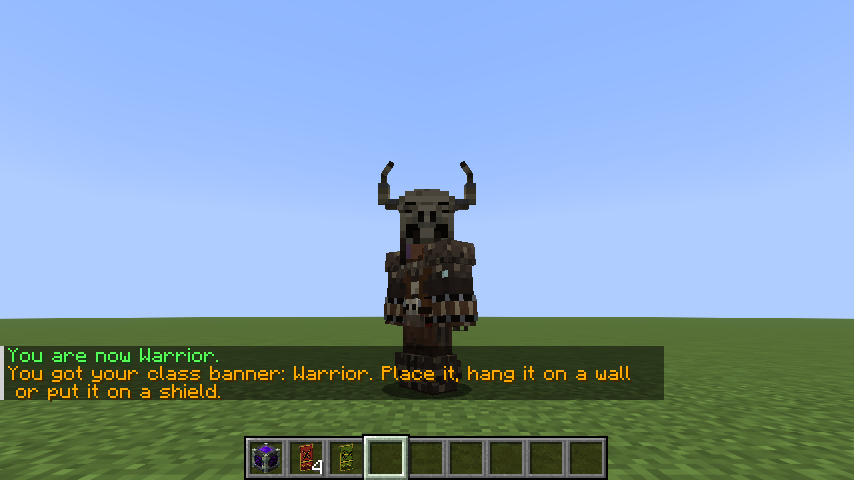 You are now Warrior.
You got your class banner: Warrior. Place it, hang it on a wall
or put it on a shield.
4